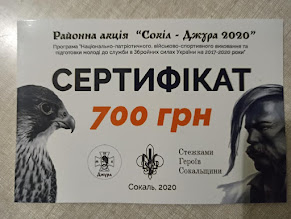 Районна акція "Сокіл - Джура 2020"
Програма "Національно-патріотичного, військово-спортивного виховання та
підготовки молоді до служби в Збройних силах України на 2017-2020 роки"
СЕРТИФІКАТ
700 грн
Джура
Стежками
Героїв
Сокальщини
Сокаль, 2020